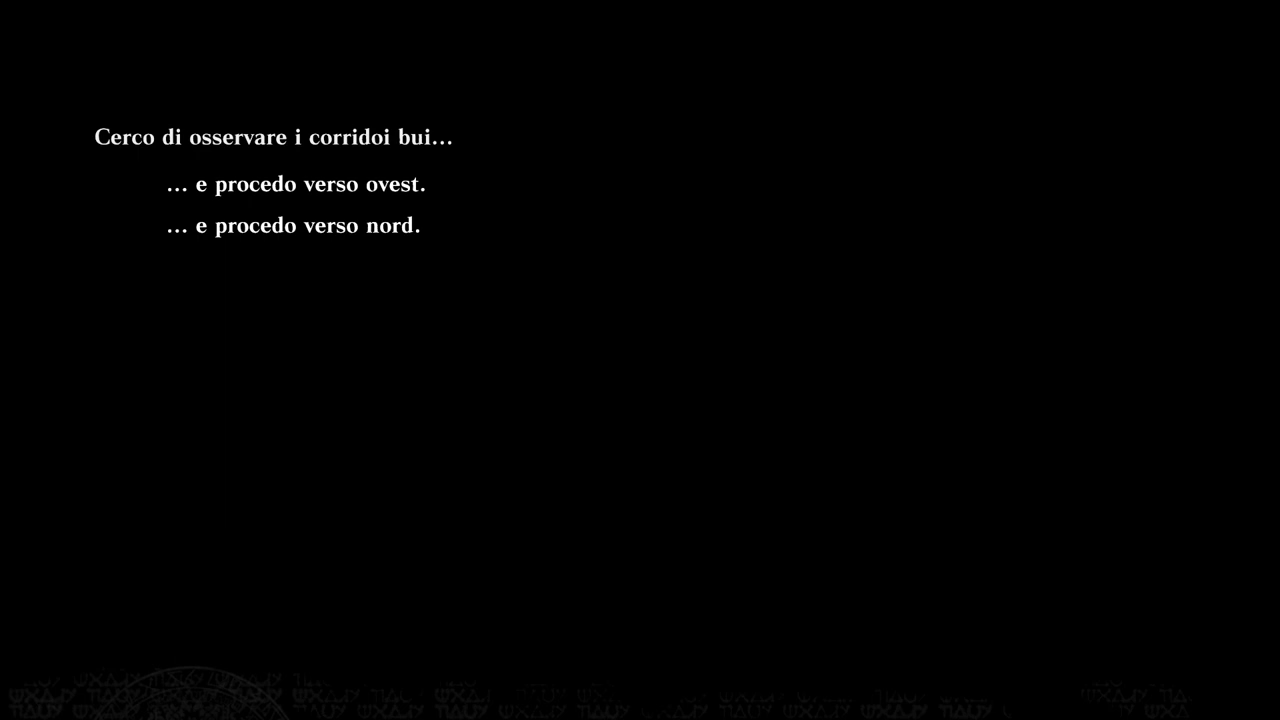 Cerco di osservare i corridoi bui…
… e procedo verso ovest.
… e procedo verso nord.